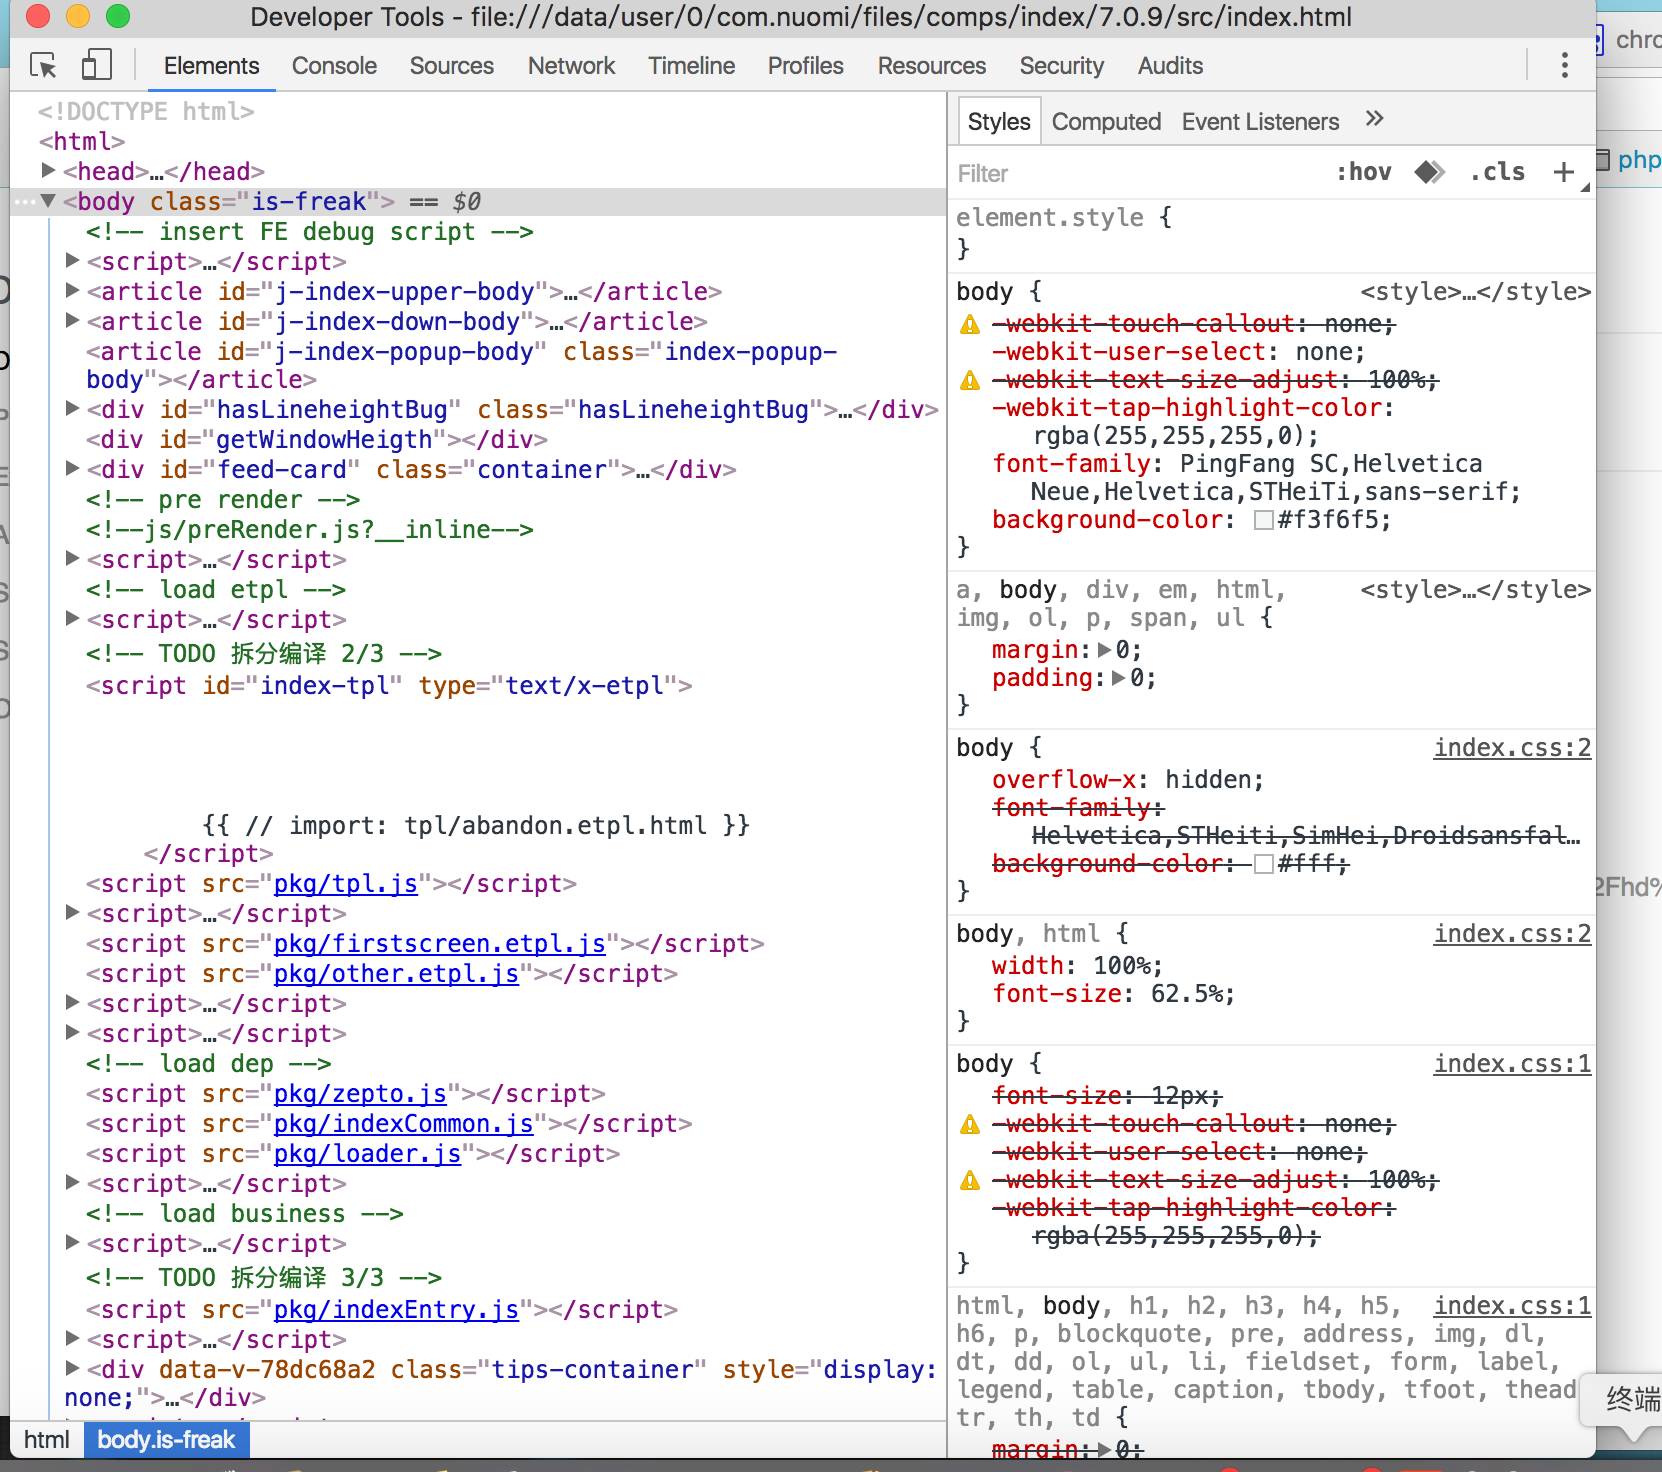 Developer Tools - file:///data/user/0/com.nuomi/files/comps/index/7.0.9/src/index.html
Elements Console Sources Network Timeline Profiles Resources Security Audits
<!DOCTYPE html>
<html>
<head>…</head>
<body class="is-freak"> == $0
<!-- insert FE debug script -->
<script>…</script>
<article id="j-index-upper-body">…</article>
<article id="j-index-down-body">…</article>
<article id="j-index-popup-body" class="index-popup-
body"></article>
<div id="hasLineheightBug" class="hasLineheightBug">…</div>
<div id="getWindowHeigth"></div>
<div id="feed-card" class="container">…</div>
<!-- pre render -->
<!--js/preRender.js?__inline-->
<script>…</script>
<!-- load etpl -->
<script>…</script>
<!-- TODO 拆分编译 2/3 -->
<script id="index-tpl" type="text/x-etpl">
{{ // import: tpl/abandon.etpl.html }}
</script>
<script src="pkg/tpl.js"></script>
<script>…</script>
<script src="pkg/firstscreen.etpl.js"></script>
<script src="pkg/other.etpl.js"></script>
<script>…</script>
<script>…</script>
<!-- load dep -->
<script src="pkg/zepto.js"></script>
<script src="pkg/indexCommon.js"></script>
<script src="pkg/loader.js"></script>
<script>…</script>
<!-- load business -->
<script>…</script>
<!-- TODO 拆分编译 3/3 -->
<script src="pkg/indexEntry.js"></script>
<script>…</script>
<div data-v-78dc68a2 class="tips-container" style="display:
none;">…</div>
html body.is-freak
Styles Computed Event Listeners »
Filter :hov .cls +
element.style {
}
body { <style>…</style>
-webkit-touch-callout: none;
-webkit-user-select: none;
-webkit-text-size-adjust: 100%;
-webkit-tap-highlight-color:
rgba(255,255,255,0);
font-family: PingFang SC,Helvetica
Neue,Helvetica,STHeiTi,sans-serif;
background-color: #f3f6f5;
}
a, body, div, em, html, <style>…</style>
img, ol, p, span, ul {
margin: 0;
padding: 0;
}
body { index.css:2
overflow-x: hidden;
font-family:
Helvetica,STHeiti,SimHei,Droidsansfal…
background-color: #fff;
}
body, html { index.css:2
width: 100%;
font-size: 62.5%;
}
body { index.css:1
font-size: 12px;
-webkit-touch-callout: none;
-webkit-user-select: none;
-webkit-text-size-adjust: 100%;
-webkit-tap-highlight-color:
rgba(255,255,255,0);
}
html, body, h1, h2, h3, h4, h5, index.css:1
h6, p, blockquote, pre, address, img, dl,
dt, dd, ol, ul, li, fieldset, form, label,
legend, table, caption, tbody, tfoot, thead
tr, th, td {
margin: 0;
chro
php
2Fhd%
终端